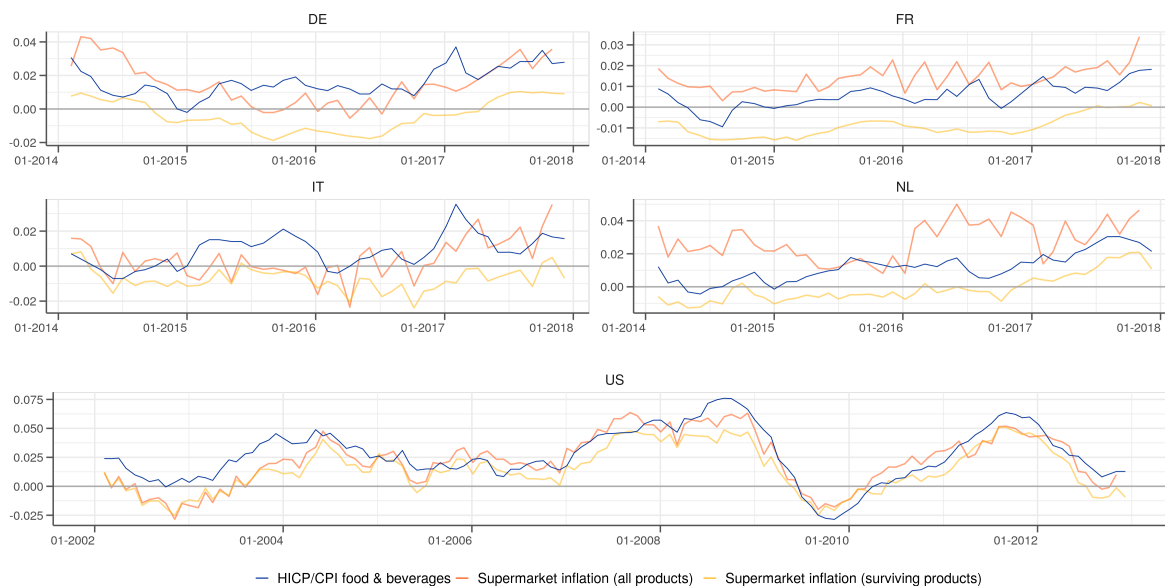 DE
0.04
0.02
0.00
-0.02
01-2014 01-2015 01-2016 01-2017 01-2018
FR
0.03
0.02
0.01
0.00
-0.01
01-2014 01-2015 01-2016 01-2017 01-2018
IT
0.02
0.00
-0.02
01-2014 01-2015 01-2016 01-2017 01-2018
NL
0.04
0.02
0.00
01-2014 01-2015 01-2016 01-2017 01-2018
US
0.075
0.050
0.025
0.000
-0.025
01-2002 01-2004 01-2006 01-2008 01-2010 01-2012
HICP/CPI food & beverages Supermarket inflation (all products) Supermarket inflation (surviving products)